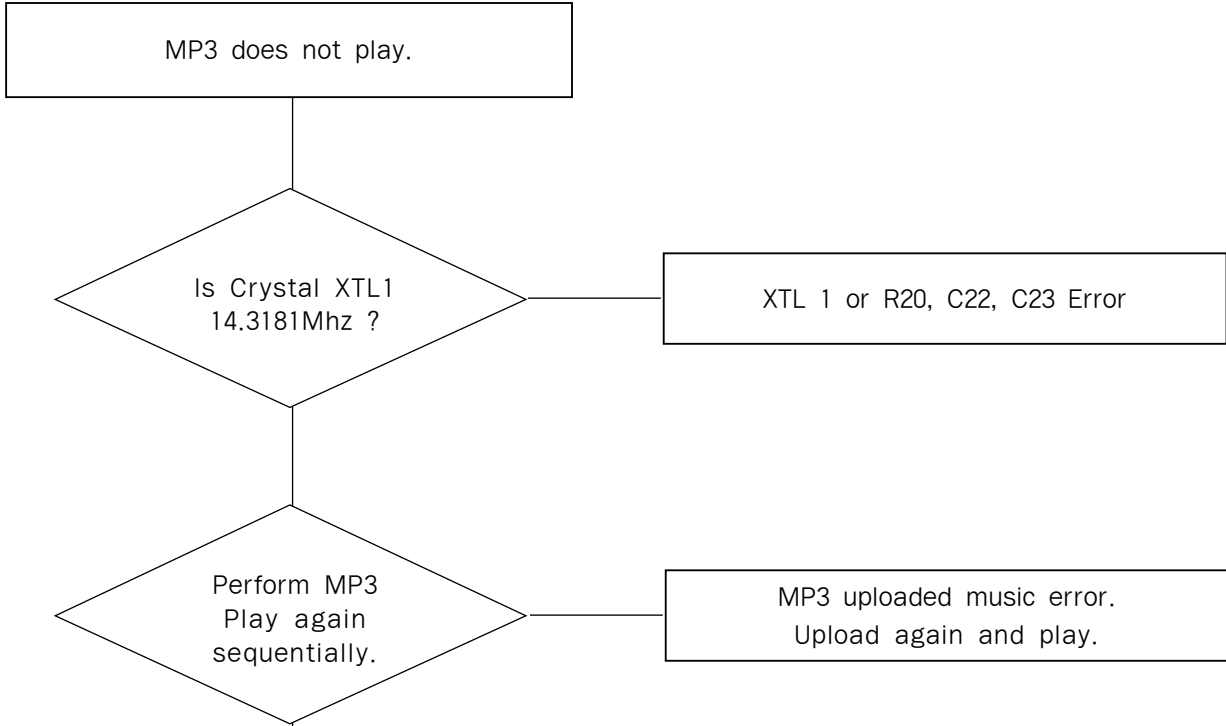 MP3 does not play.
Is Crystal XTL1
14.3181Mhz ?
XTL 1 or R20, C22, C23 Error
Perform MP3
Play again
sequentially.
MP3 uploaded music error.
Upload again and play.